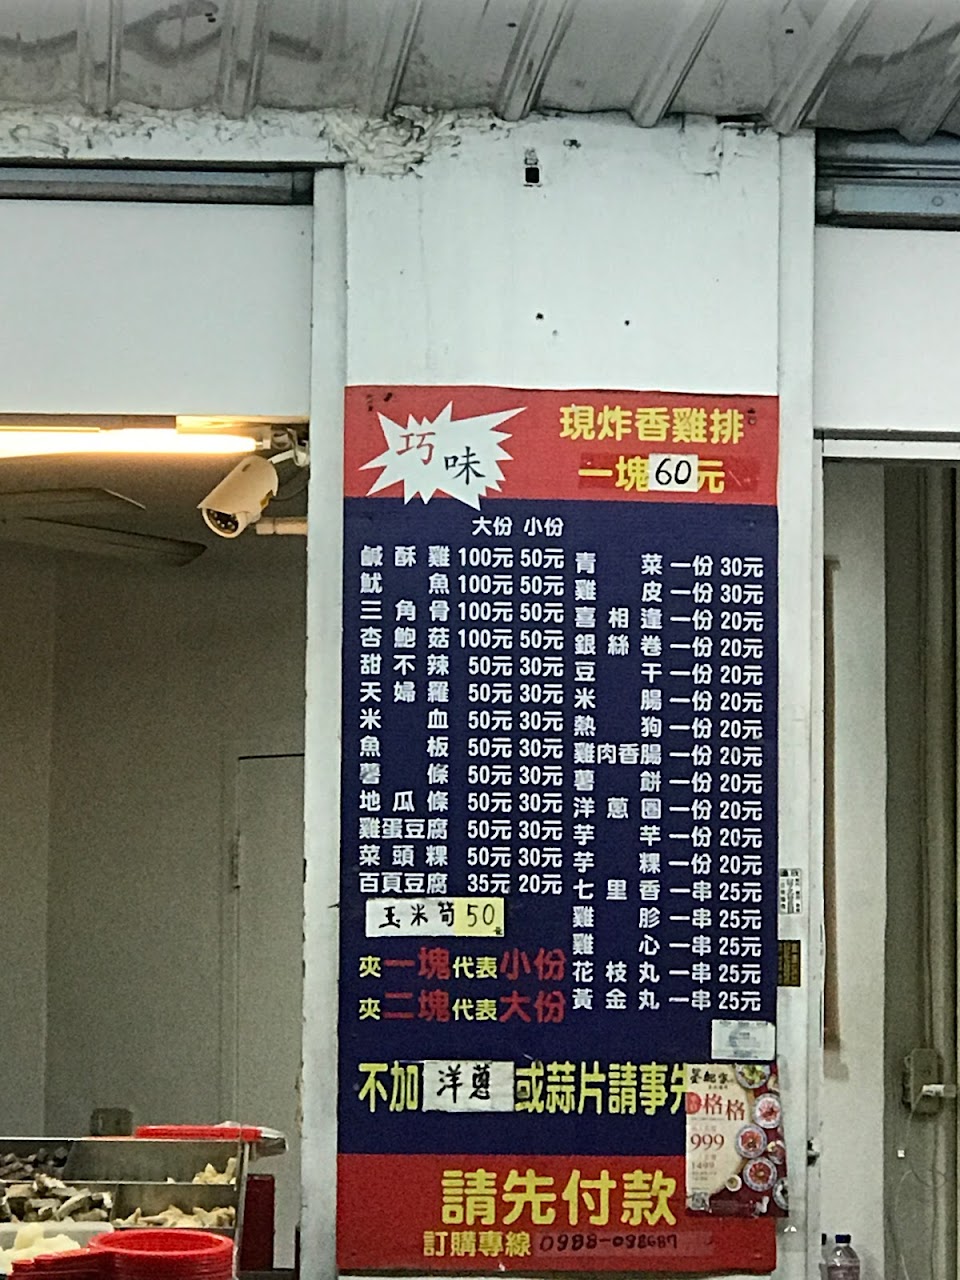 巧味
現炸香雞排
一塊60元
大份 小份
鹹酥雞 100元 50元
魷魚 100元 50元
三角骨 100元 50元
杏鮑菇 100元 50元
甜不辣 50元 30元
天婦羅 50元 30元
米血 50元 30元
魚板 50元 30元
薯條 50元 30元
地瓜條 50元 30元
雞蛋豆腐 50元 30元
菜頭粿 50元 30元
百頁豆腐 35元 20元
玉米筍50元
夾一塊代表小份
夾二塊代表大份
青菜 一份 30元
雞皮 一份 30元
喜相逢 一份 20元
銀絲卷 一份 20元
豆干 一份 20元
米腸 一份 20元
熱狗 一份 20元
雞肉香腸 一份 20元
薯餅 一份 20元
洋蔥圈 一份 20元
芋芊 一份 20元
芋粿 一份 20元
七里香 一串 25元
雞胗 一串 25元
雞心 一串 25元
花枝丸 一串 25元
黃金丸 一串 25元
不加洋蔥或蒜片請事先
格格
999
請先付款
訂購專線 0988-098687